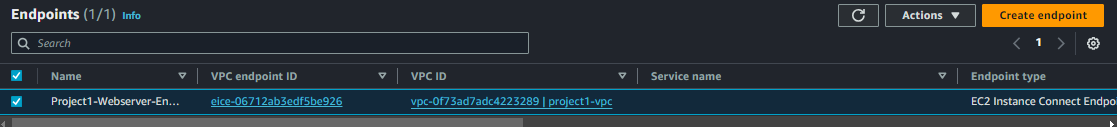 Endpoints (1/1) Info
Actions
Create endpoint
Search
1
Name VPC endpoint ID VPC ID Service name Endpoint type
Project1-Webserver-En... eice-06712ab3edf5be926 vpc-0f73ad7adc4223289 | project1-vpc EC2 Instance Connect Endpo